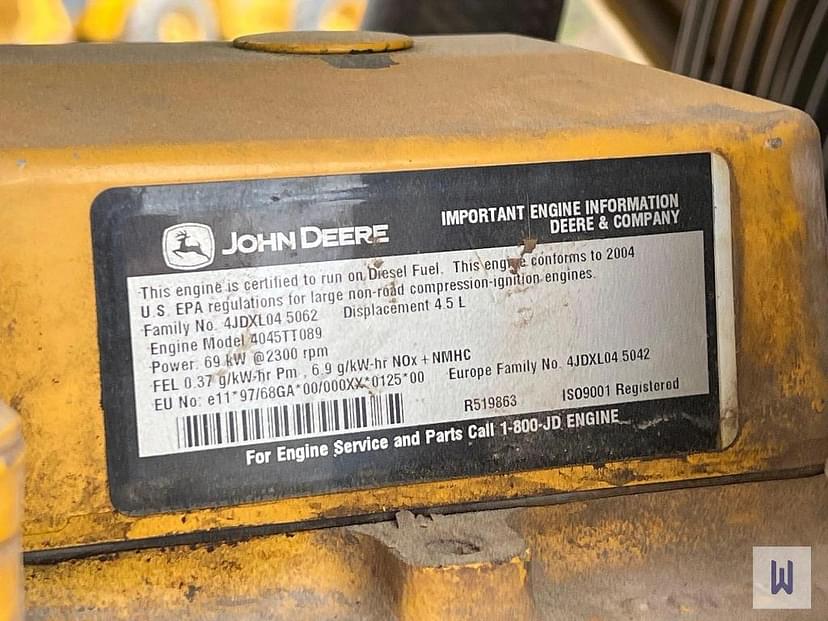 JOHN DEERE
IMPORTANT ENGINE INFORMATION
DEERE & COMPANY
This engine is certified to run on Diesel Fuel. This engine conforms to 2004
U.S. EPA regulations for large non-road compression-ignition engines.
Family No. 4JDXL04 5062 Displacement 4.5 L
Engine Model 4045TT089
Power: 69 kW @2300 rpm
FEL 0.37 g/kW-hr Pm , 6.9 g/kW-hr NOx + NMHC
EU No: e11*97/68GA*00/000XX*0125*00 Europe Family No. 4JDXL04 5042
R519863 ISO9001 Registered
For Engine Service and Parts Call 1-800-JD ENGINE
W